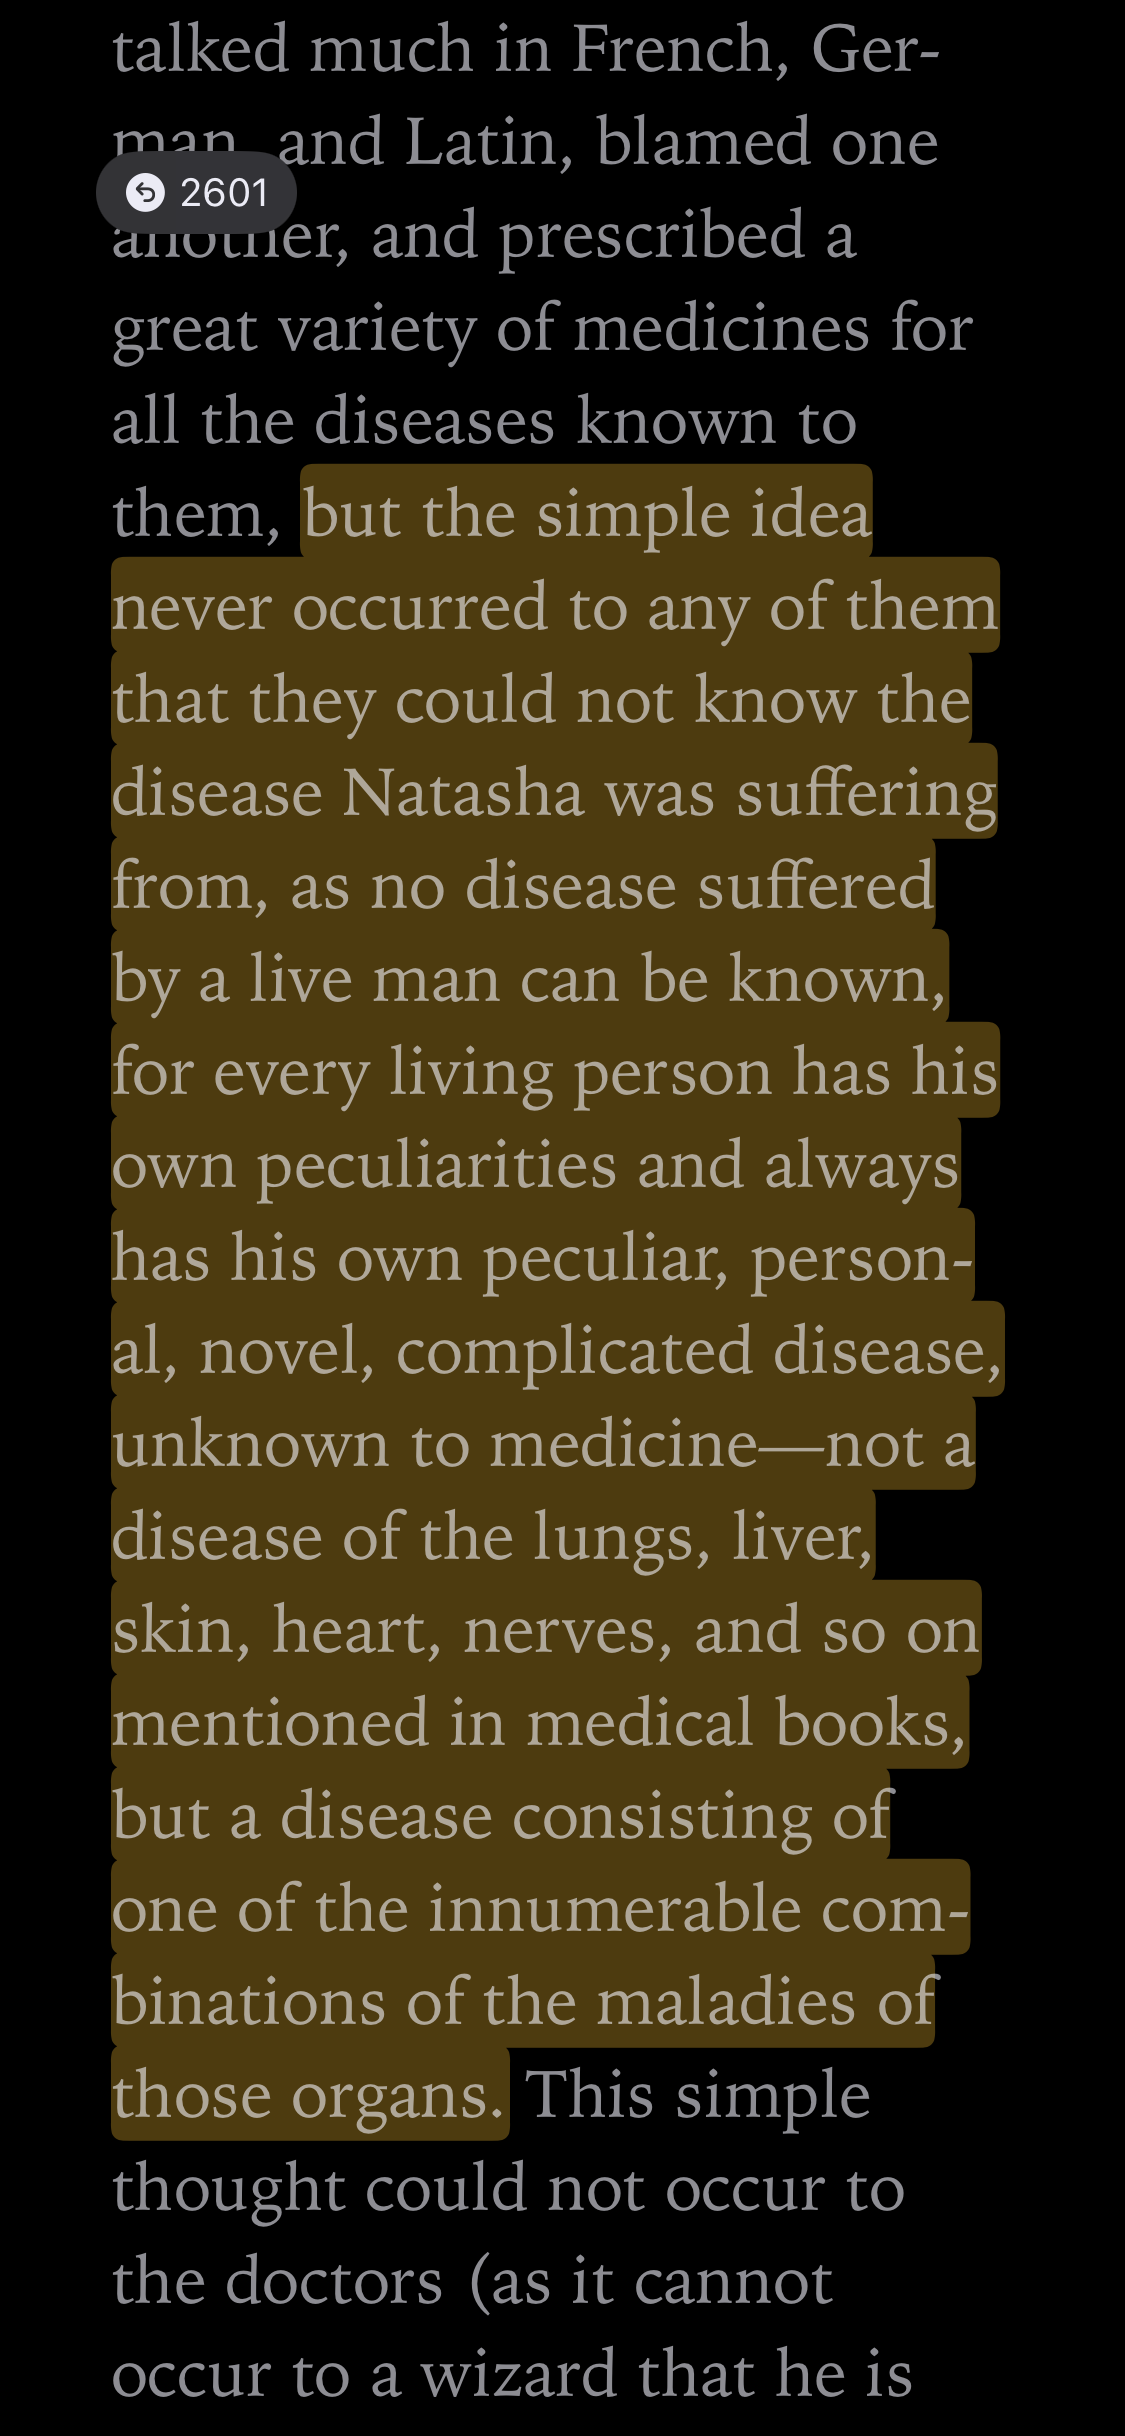 talked much in French, Ger-
man, and Latin, blamed one
2601
another, and prescribed a
great variety of medicines for
all the diseases known to
them, but the simple idea
never occurred to any of them
that they could not know the
disease Natasha was suffering
from, as no disease suffered
by a live man can be known,
for every living person has his
own peculiarities and always
has his own peculiar, person-
al, novel, complicated disease,
unknown to medicine—not a
disease of the lungs, liver,
skin, heart, nerves, and so on
mentioned in medical books,
but a disease consisting of
one of the innumerable com-
binations of the maladies of
those organs. This simple
thought could not occur to
the doctors (as it cannot
occur to a wizard that he is